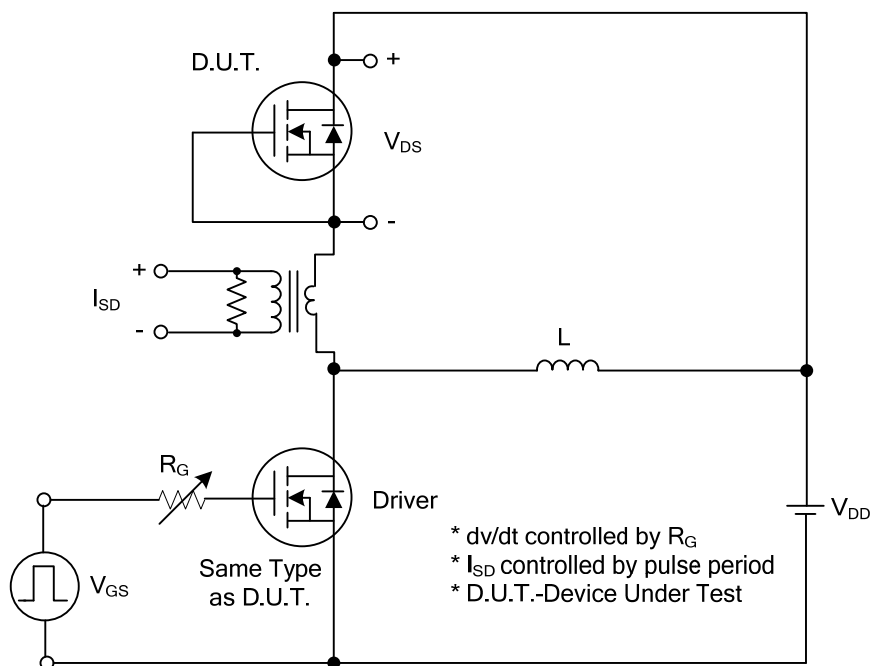 D.U.T.
+
V_DS
-
+
I_SD
-
L
R_G
Driver
V_DD
V_GS
Same Type
as D.U.T.
* dv/dt controlled by R_G
* I_SD controlled by pulse period
* D.U.T.-Device Under Test